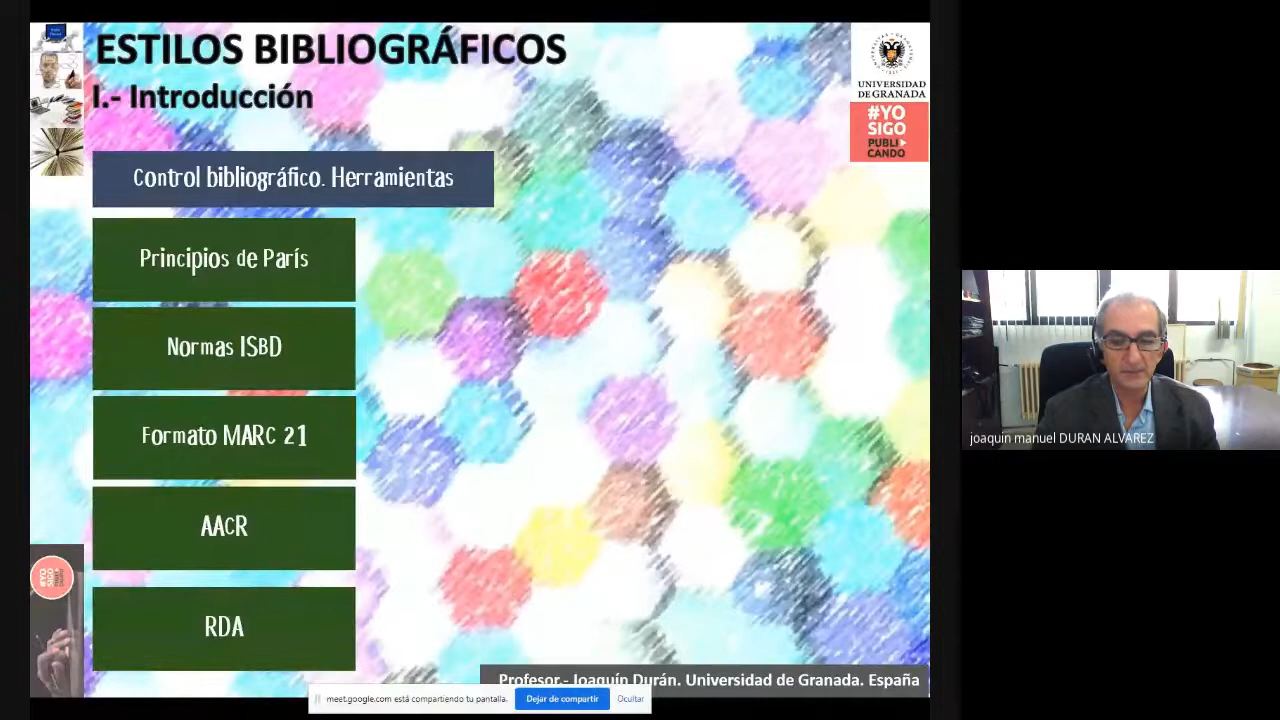 ESTILOS BIBLIOGRÁFICOS
I.- Introducción
UNIVERSIDAD
DE GRANADA
#YO
SIGO
PUBLI
CANDO
Control bibliográfico. Herramientas
Principios de París
Normas ISBD
Formato MARC 21
AAcR
RDA
#YO
SIGO
Profesor.- Joaquín Durán. Universidad de Granada. España
meet.google.com está compartiendo tu pantalla.
Dejar de compartir
Ocultar
joaquin manuel DURAN ALVAREZ